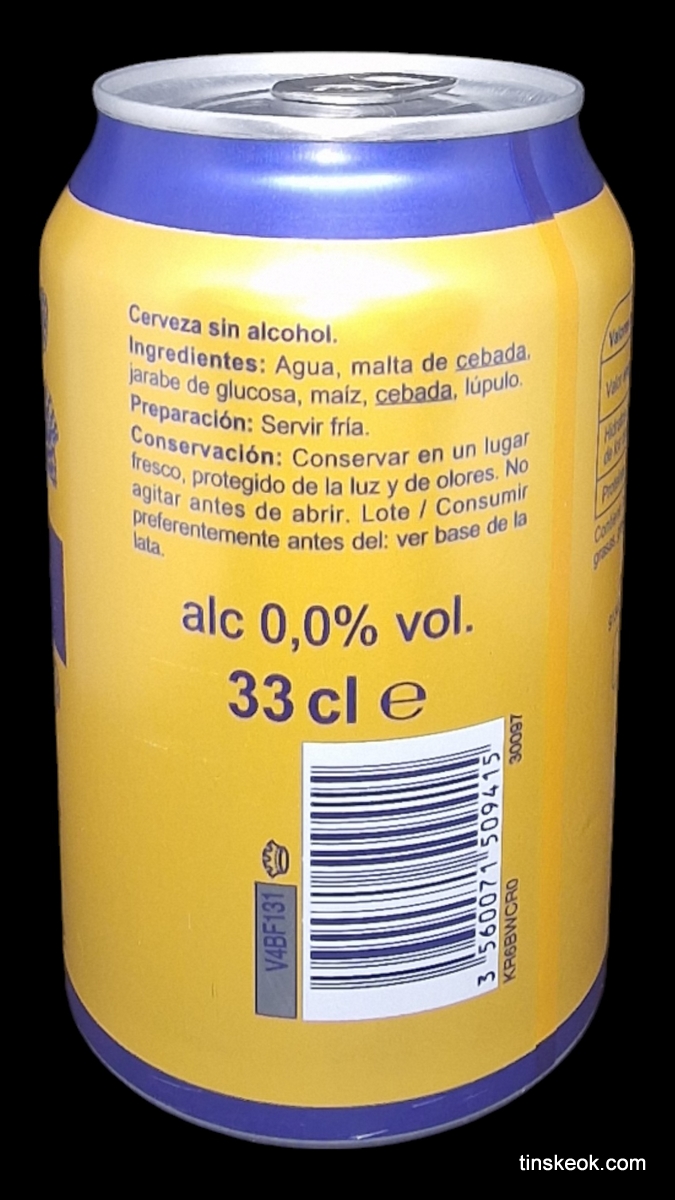 Cerveza sin alcohol.
Ingredientes: Agua, malta de cebada,
jarabe de glucosa, maíz, cebada, lúpulo.
Preparación: Servir fría.
Conservación: Conservar en un lugar
fresco, protegido de la luz y de olores. No
agitar antes de abrir. Lote / Consumir
preferentemente antes del: ver base de la
lata.
alc 0,0% vol.
33 cl ℮
V4BF131
3 560071 509415
KR6BWCR0
30097
tinskeok.com